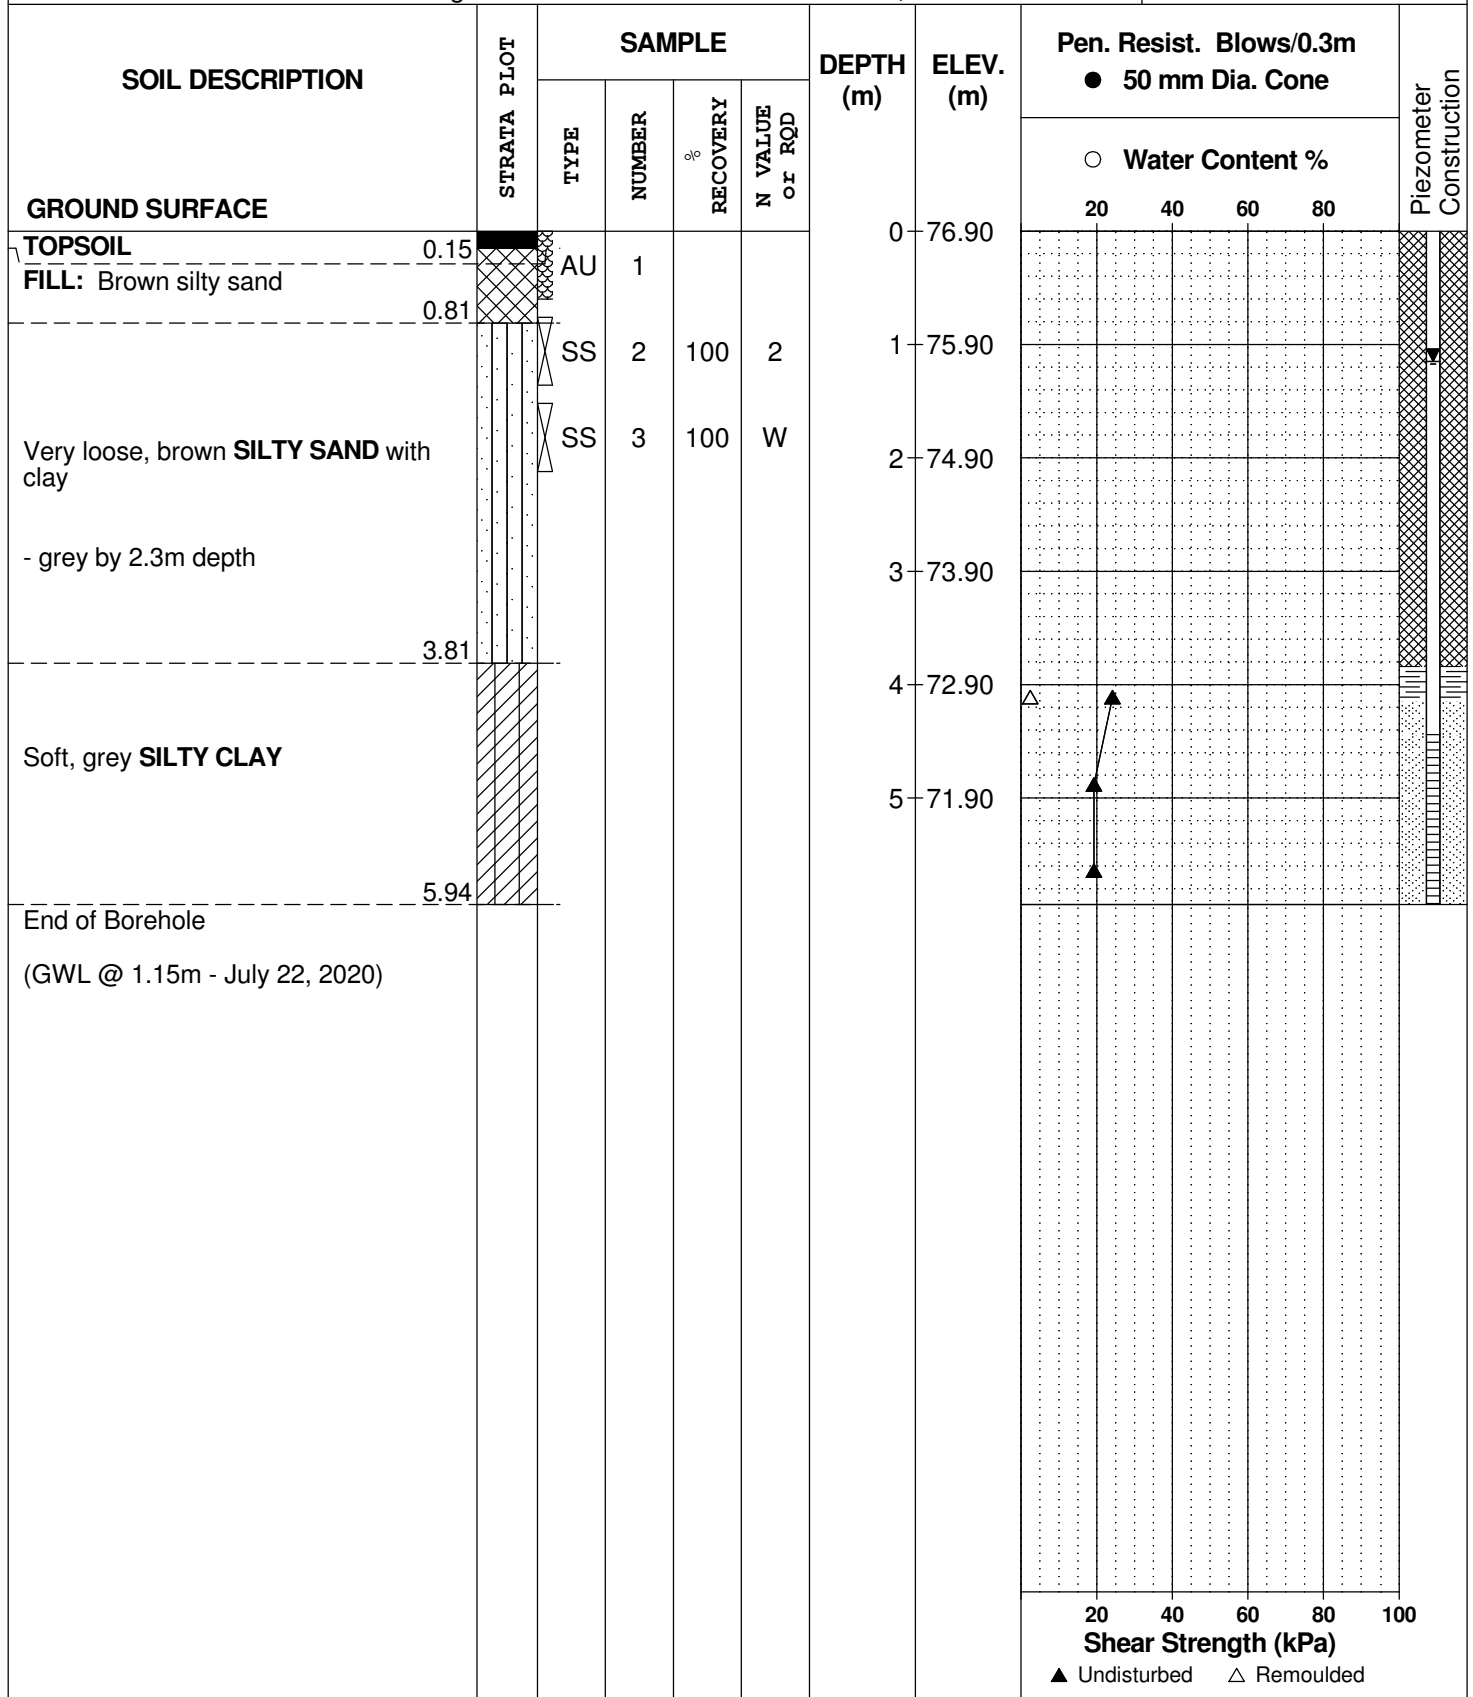 SOIL DESCRIPTION
GROUND SURFACE
STRATA PLOT
SAMPLE
TYPE
NUMBER
%
RECOVERY
N VALUE
or RQD
DEPTH
(m)
ELEV.
(m)
Pen. Resist. Blows/0.3m
● 50 mm Dia. Cone
○ Water Content %
20 40 60 80
Piezometer
Construction
TOPSOIL 0.15
FILL: Brown silty sand
0.81
AU 1
SS 2 100 2
SS 3 100 W
Very loose, brown SILTY SAND with
clay
- grey by 2.3m depth
3.81
Soft, grey SILTY CLAY
5.94
End of Borehole
(GWL @ 1.15m - July 22, 2020)
0 76.90
1 75.90
2 74.90
3 73.90
4 72.90
5 71.90
20 40 60 80 100
Shear Strength (kPa)
▲ Undisturbed △ Remoulded